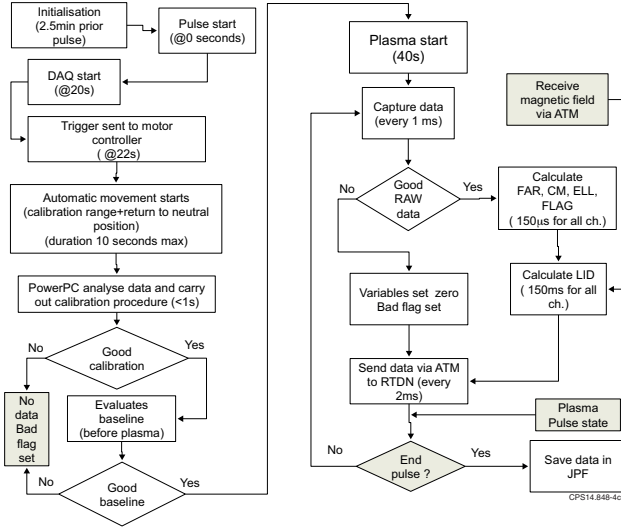 Initialisation
(2.5min prior
pulse)
Pulse start
(@0 seconds)
DAQ start
(@20s)
Trigger sent to motor
controller
( @22s)
Automatic movement starts
(calibration range+return to neutral
position)
(duration 10 seconds max)
PowerPC analyse data and carry
out calibration procedure (<1s)
No
Good
calibration
Yes
No
data
Bad
flag
set
Evaluates
baseline
(before plasma)
No
Good
baseline
Yes
Plasma start
(40s)
Capture data
(every 1 ms)
Receive
magnetic field
via ATM
No
Good
RAW
data
Yes
Calculate
FAR, CM, ELL,
FLAG
( 150µs for all ch.)
Variables set zero
Bad flag set
Calculate LID
( 150ms for all
ch.)
Send data via ATM
to RTDN (every
2ms)
Plasma
Pulse state
No
End
pulse ?
Yes
Save data in
JPF
CPS14.848-4c